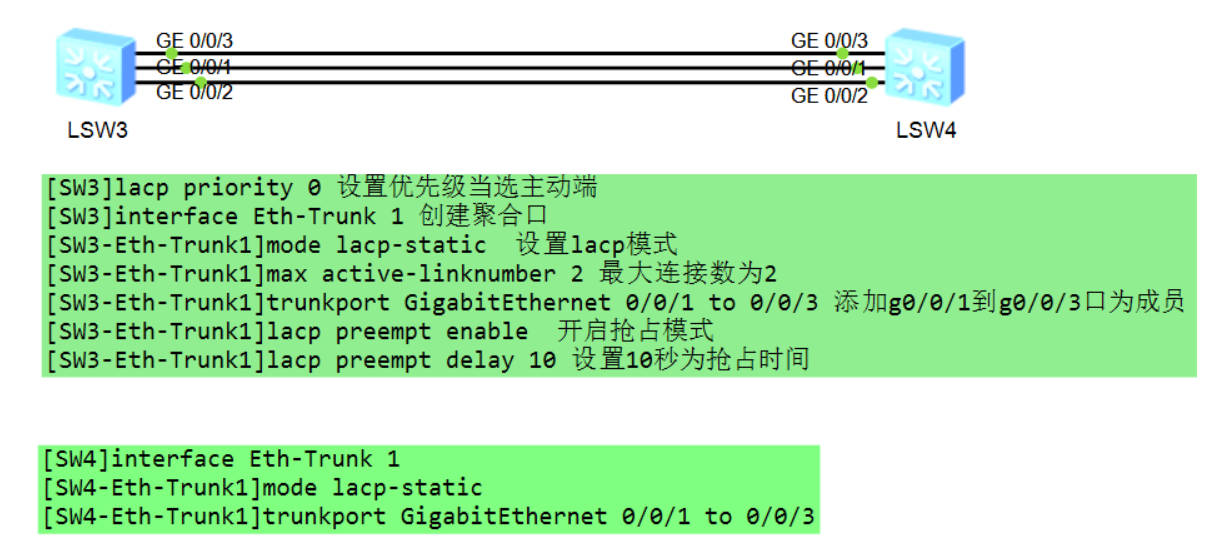 GE 0/0/3
GE 0/0/3
GE 0/0/1
GE 0/0/1
GE 0/0/2
GE 0/0/2
LSW3
LSW4
[SW3]lacp priority 0 设置优先级当选主动端
[SW3]interface Eth-Trunk 1 创建聚合口
[SW3-Eth-Trunk1]mode lacp-static  设置lacp模式
[SW3-Eth-Trunk1]max active-linknumber 2 最大连接数为2
[SW3-Eth-Trunk1]trunkport GigabitEthernet 0/0/1 to 0/0/3 添加g0/0/1到g0/0/3口为成员
[SW3-Eth-Trunk1]lacp preempt enable  开启抢占模式
[SW3-Eth-Trunk1]lacp preempt delay 10 设置10秒为抢占时间
[SW4]interface Eth-Trunk 1
[SW4-Eth-Trunk1]mode lacp-static
[SW4-Eth-Trunk1]trunkport GigabitEthernet 0/0/1 to 0/0/3